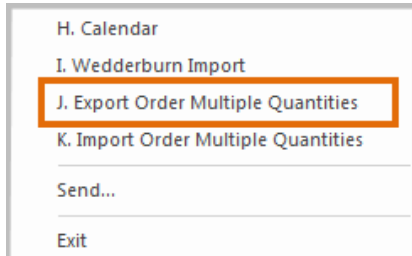 H. Calendar
I. Wedderburn Import
J. Export Order Multiple Quantities
K. Import Order Multiple Quantities
Send...
Exit